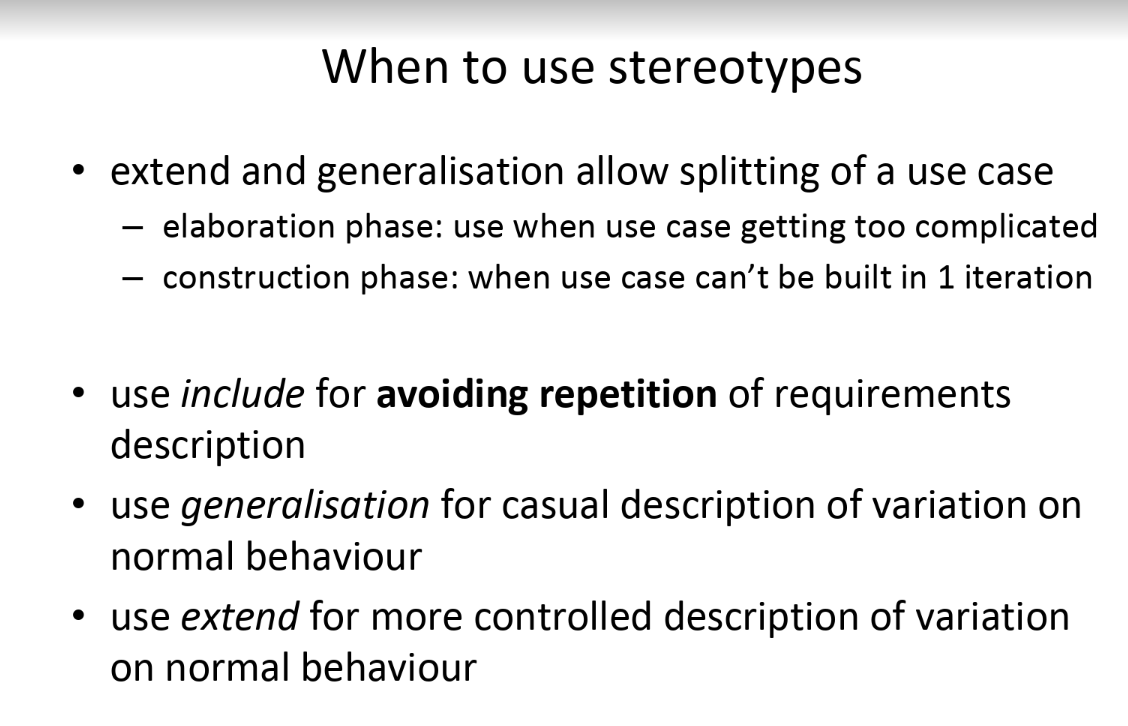 When to use stereotypes
• extend and generalisation allow splitting of a use case
– elaboration phase: use when use case getting too complicated
– construction phase: when use case can’t be built in 1 iteration
• use include for avoiding repetition of requirements
description
• use generalisation for casual description of variation on
normal behaviour
• use extend for more controlled description of variation
on normal behaviour